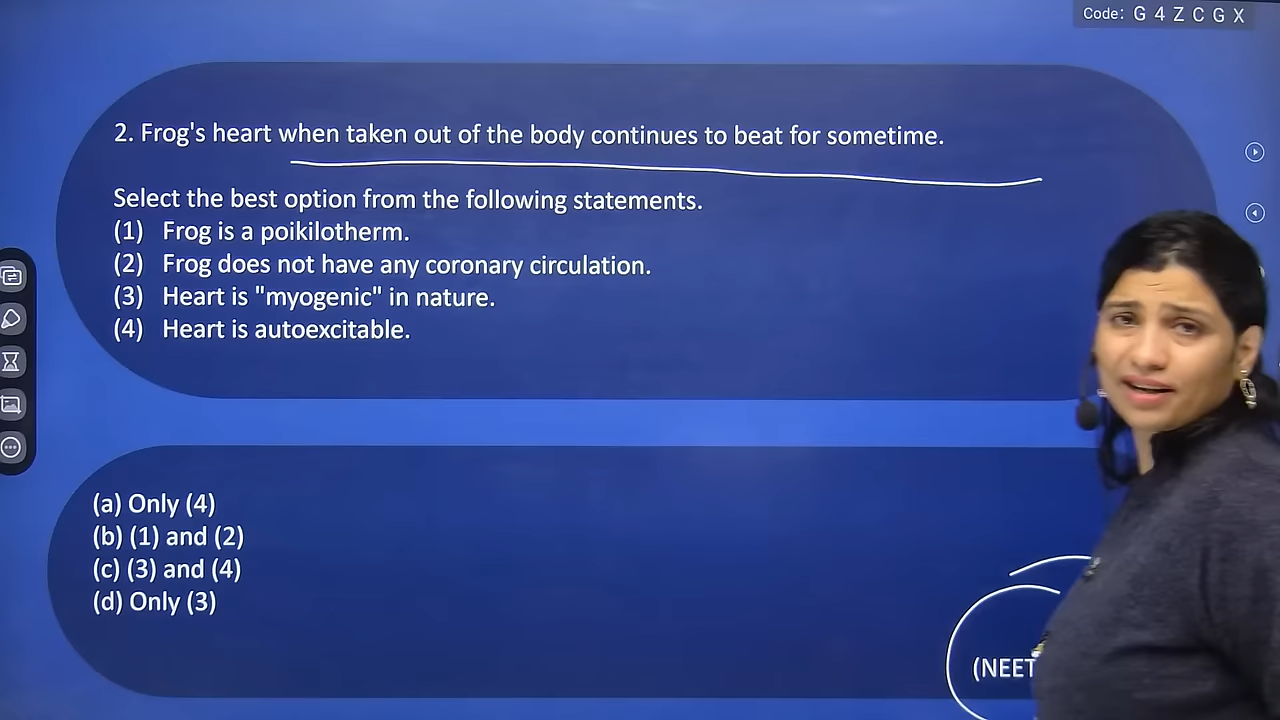 Code: G 4 Z C G X
2. Frog's heart when taken out of the body continues to beat for sometime.
Select the best option from the following statements.
(1) Frog is a poikilotherm.
(2) Frog does not have any coronary circulation.
(3) Heart is "myogenic" in nature.
(4) Heart is autoexcitable.
(a) Only (4)
(b) (1) and (2)
(c) (3) and (4)
(d) Only (3)
(NEET